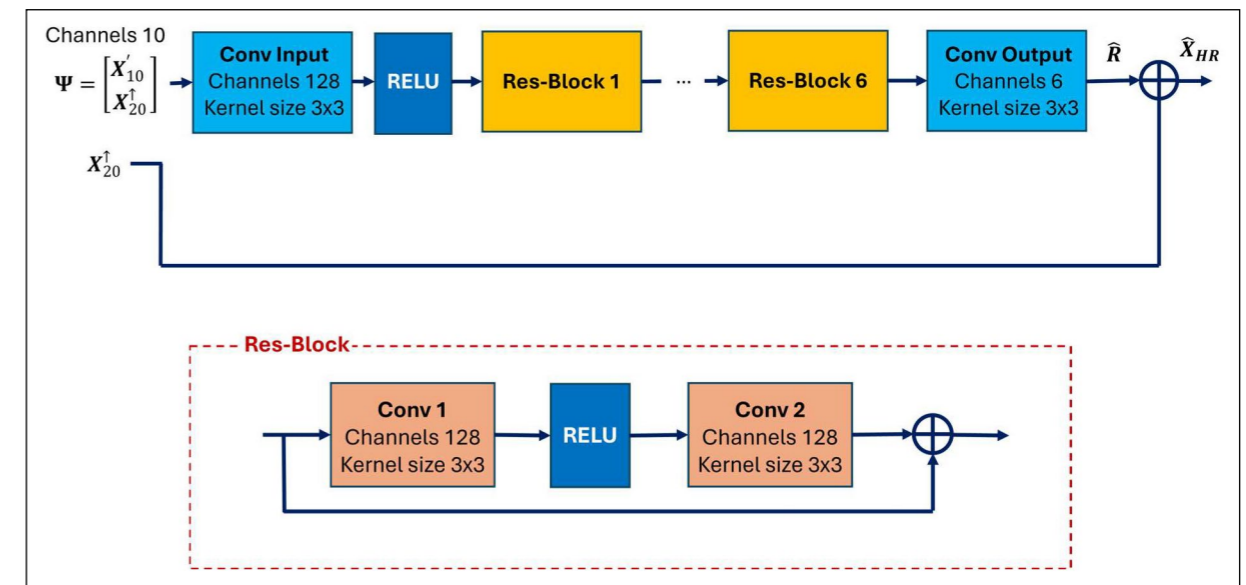 Channels 10
Ψ = [X′10 X↑20]
Conv Input
Channels 128
Kernel size 3x3
RELU
Res-Block 1
...
Res-Block 6
Conv Output
Channels 6
Kernel size 3x3
R̂
X̂HR
X↑20
Res-Block
Conv 1
Channels 128
Kernel size 3x3
RELU
Conv 2
Channels 128
Kernel size 3x3